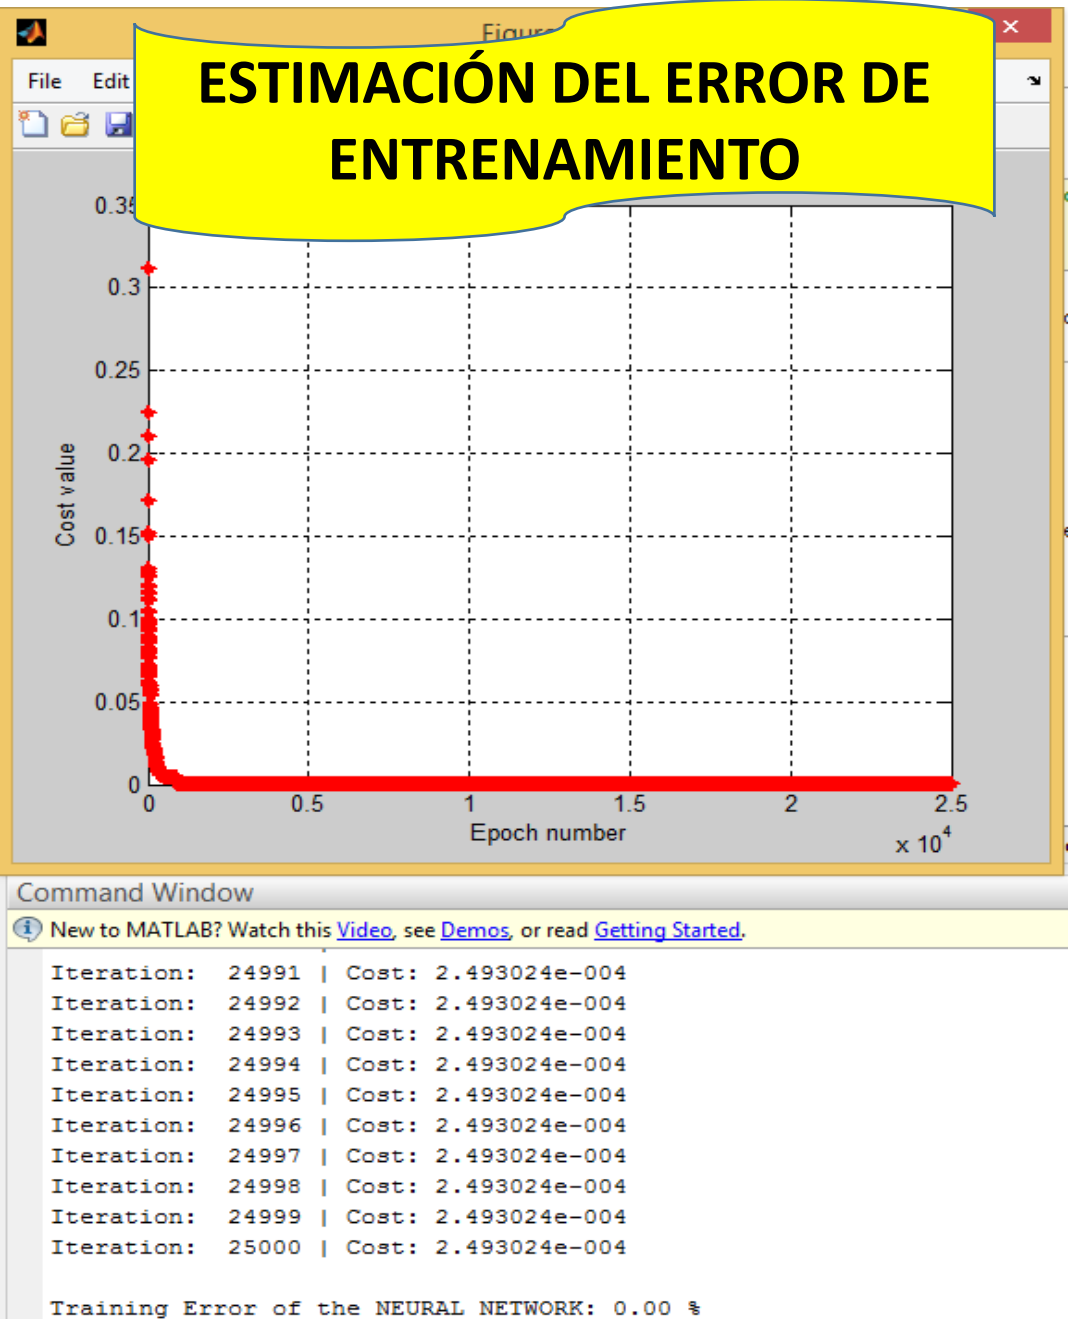 Figure
ESTIMACIÓN DEL ERROR DE
ENTRENAMIENTO
File Edit
0.35
0.3
0.25
0.2
0.15
0.1
0.05
0
Cost value
0 0.5 1 1.5 2 2.5
Epoch number
x 10^4
Command Window
New to MATLAB? Watch this Video, see Demos, or read Getting Started.
Iteration: 24991 | Cost: 2.493024e-004
Iteration: 24992 | Cost: 2.493024e-004
Iteration: 24993 | Cost: 2.493024e-004
Iteration: 24994 | Cost: 2.493024e-004
Iteration: 24995 | Cost: 2.493024e-004
Iteration: 24996 | Cost: 2.493024e-004
Iteration: 24997 | Cost: 2.493024e-004
Iteration: 24998 | Cost: 2.493024e-004
Iteration: 24999 | Cost: 2.493024e-004
Iteration: 25000 | Cost: 2.493024e-004
Training Error of the NEURAL NETWORK: 0.00 %